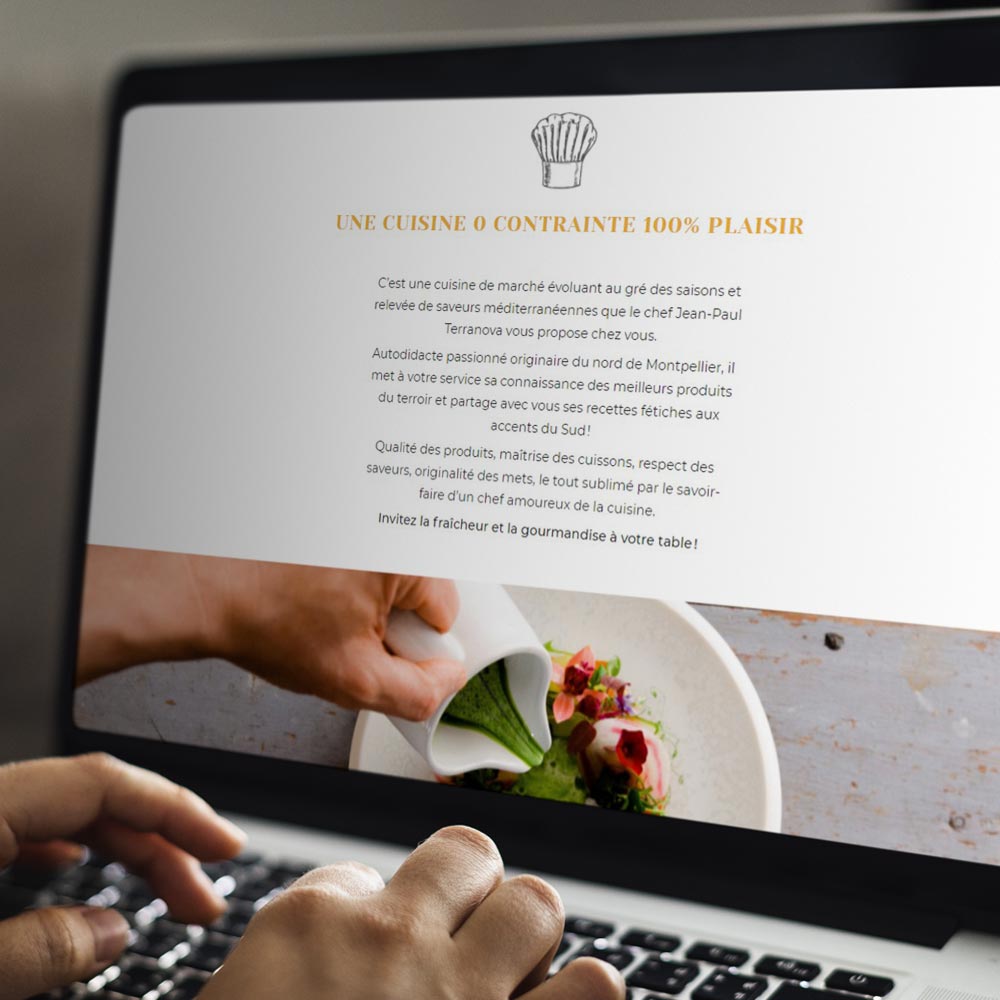 UNE CUISINE 0 CONTRAINTE 100% PLAISIR
C'est une cuisine de marché évoluant au gré des saisons et
relevée de saveurs méditerranéennes que le chef Jean-Paul
Terranova vous propose chez vous.
Autodidacte passionné originaire du nord de Montpellier, il
met à votre service sa connaissance des meilleurs produits
du terroir et partage avec vous ses recettes fétiches aux
accents du Sud!
Qualité des produits, maîtrise des cuissons, respect des
saveurs, originalité des mets, le tout sublimé par le savoir-
faire d'un chef amoureux de la cuisine.
Invitez la fraîcheur et la gourmandise à votre table!